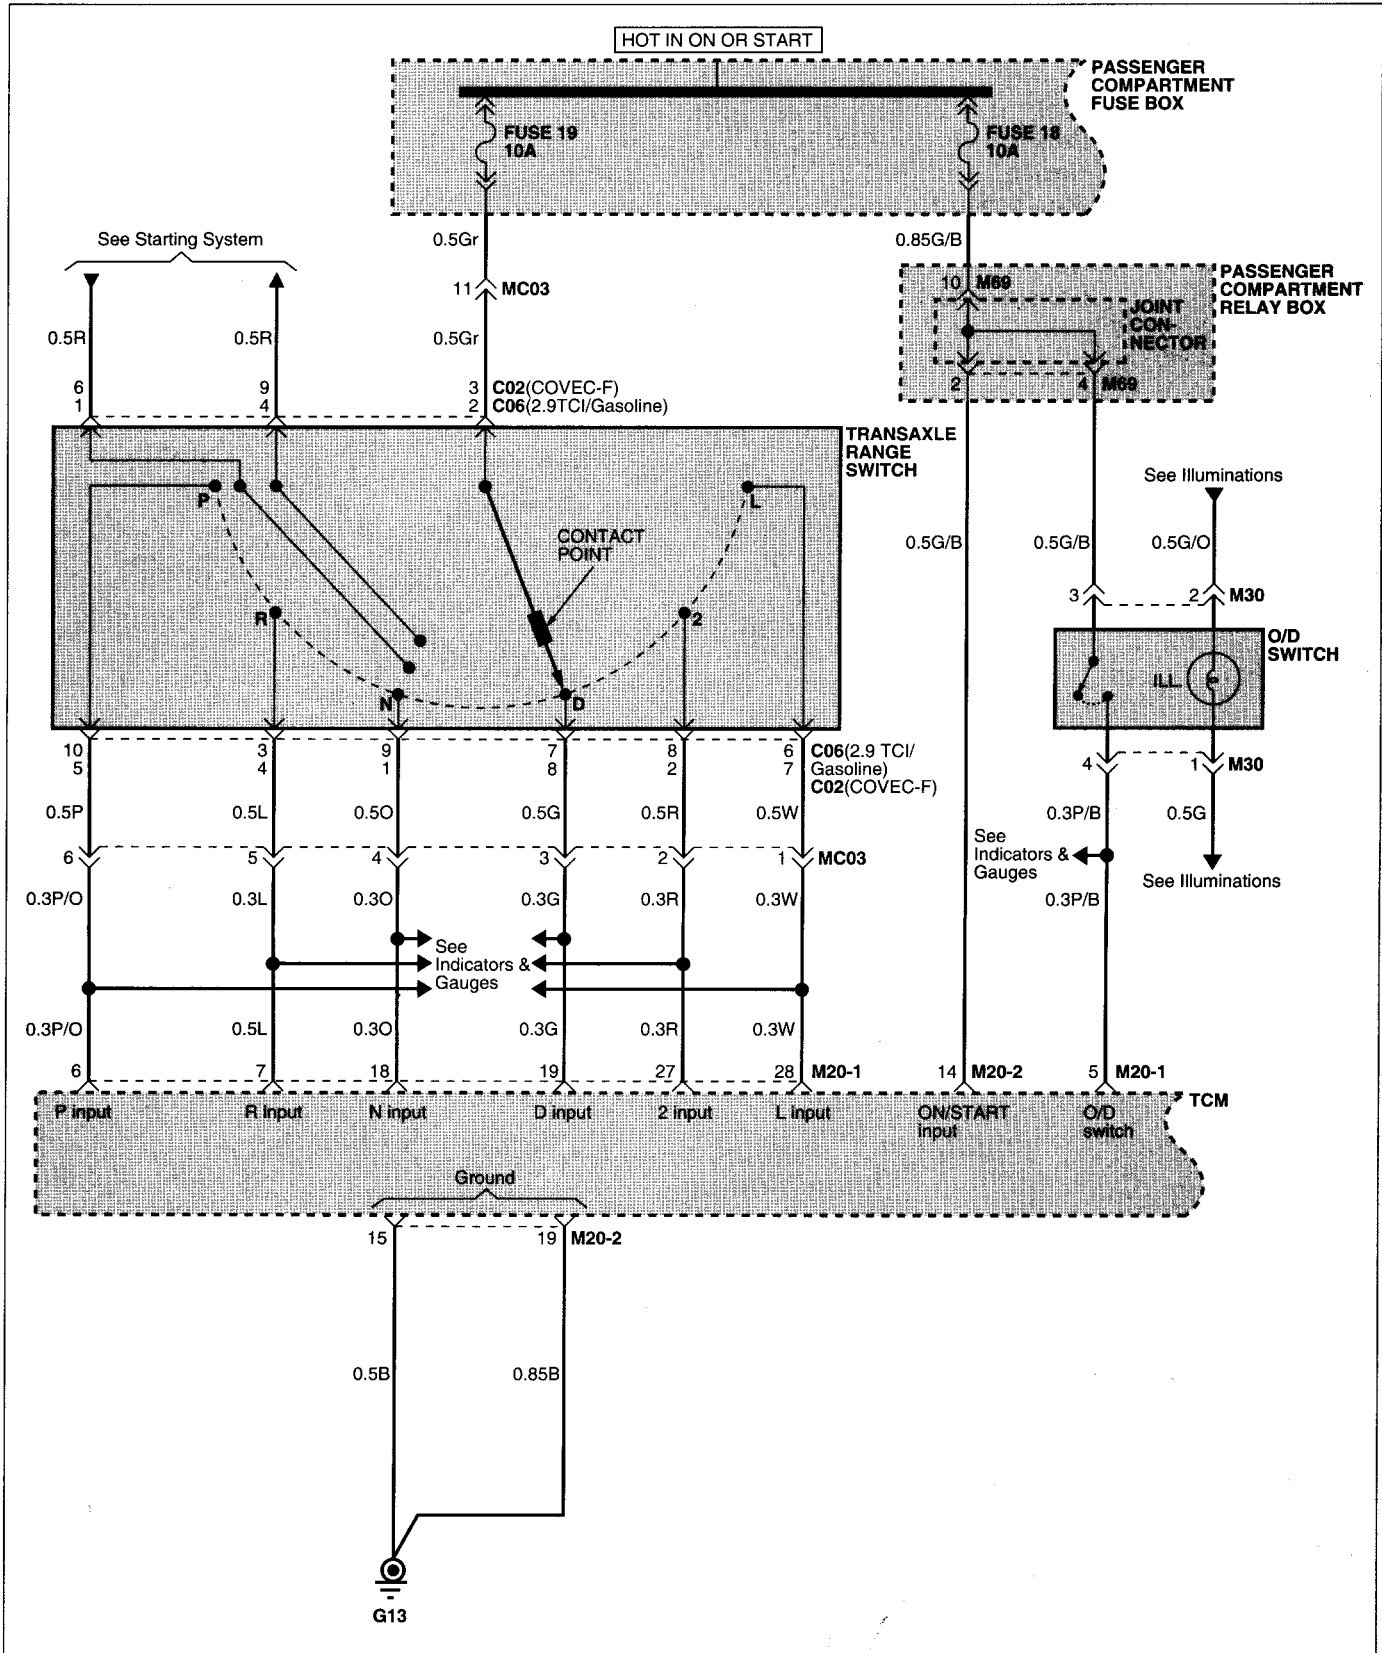 HOT IN ON OR START
PASSENGER
COMPARTMENT
FUSE BOX
FUSE 19
10A
FUSE 18
10A
See Starting System
0.5Gr
0.85G/B
11 MC03
10 M69
PASSENGER
COMPARTMENT
RELAY BOX
JOINT
CON-
NECTOR
0.5R
0.5R
0.5Gr
6
9
3 C02(COVEC-F)
1
4
2 C06(2.9TCI/Gasoline)
2
4 M69
TRANSAXLE
RANGE
SWITCH
P
L
CONTACT
POINT
R
2
N
D
See Illuminations
0.5G/B
0.5G/B
0.5G/O
3
2 M30
O/D
SWITCH
ILL.
4
1 M30
10
3
9
7
8
6 C06(2.9 TCI/
Gasoline)
5
4
1
8
2
7 C02(COVEC-F)
0.5P
0.5L
0.5O
0.5G
0.5R
0.5W
0.3P/B
0.5G
See
Indicators &
Gauges
6
5
4
3
2
1 MC03
See Illuminations
0.3P/O
0.3L
0.3O
0.3G
0.3R
0.3W
0.3P/B
See
Indicators &
Gauges
0.3P/O
0.5L
0.3O
0.3G
0.3R
0.3W
6
7
18
19
27
28 M20-1
14 M20-2
5 M20-1
TCM
P input
R input
N input
D input
2 input
L input
ON/START
input
O/D
switch
Ground
15
19 M20-2
0.5B
0.85B
G13